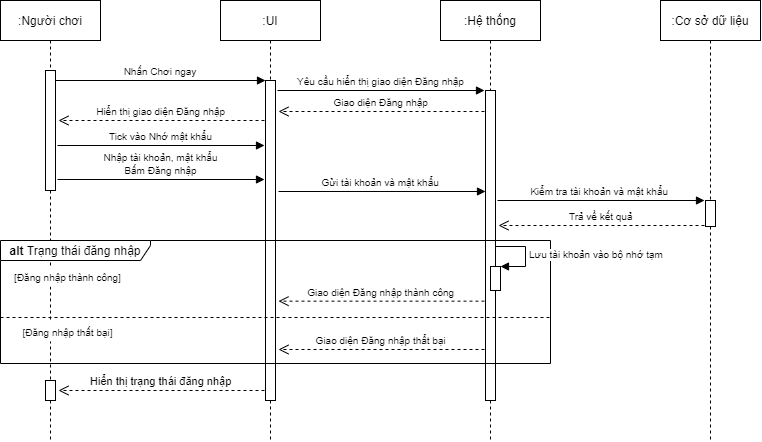 :Người chơi
:UI
:Hệ thống
:Cơ sở dữ liệu
Nhấn Chơi ngay
Yêu cầu hiển thị giao diện Đăng nhập
Giao diện Đăng nhập
Hiển thị giao diện Đăng nhập
Tick vào Nhớ mật khẩu
Nhập tài khoản, mật khẩu
Bấm Đăng nhập
Gửi tài khoản và mật khẩu
Kiểm tra tài khoản và mật khẩu
Trả về kết quả
alt Trạng thái đăng nhập
Lưu tài khoản vào bộ nhớ tạm
[Đăng nhập thành công]
Giao diện Đăng nhập thành công
[Đăng nhập thất bại]
Giao diện Đăng nhập thất bại
Hiển thị trạng thái đăng nhập